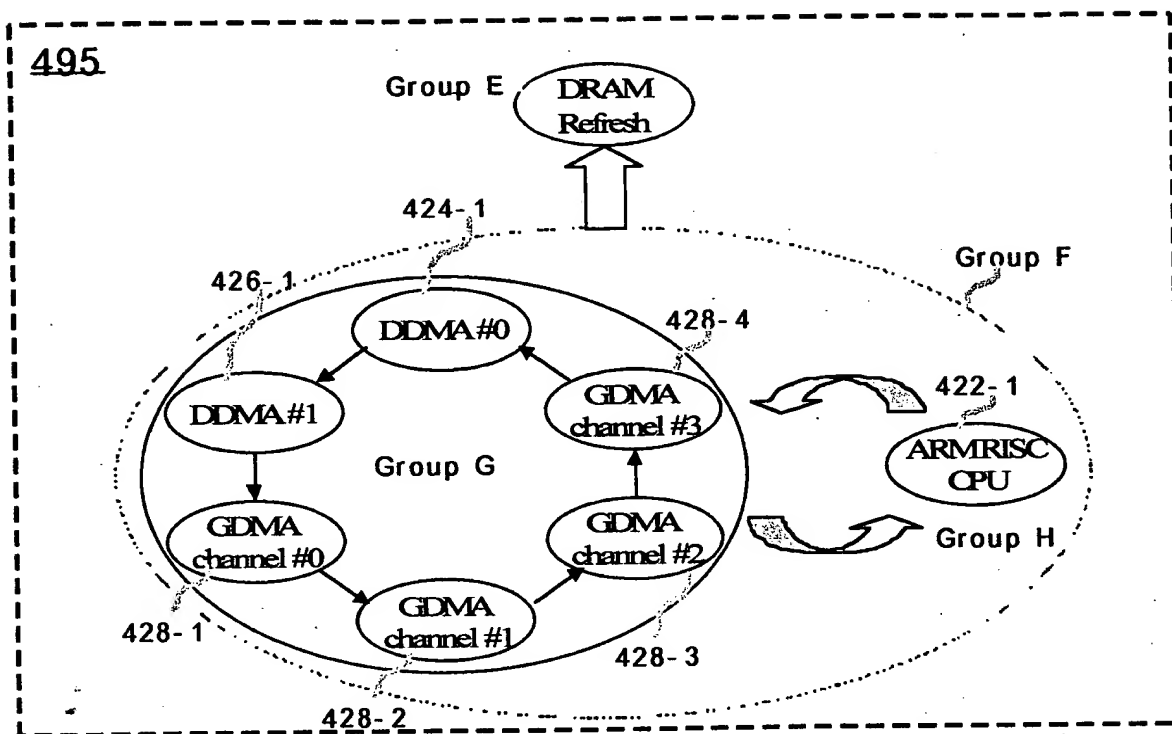 495
Group E
DRAM
Refresh
424-1
426-1
Group F
DDMA #0
428-4
DDMA #1
GDMA
channel #3
422-1
Group G
ARMRISC
CPU
GDMA
channel #0
GDMA
channel #2
Group H
GDMA
channel #1
428-1
428-3
428-2